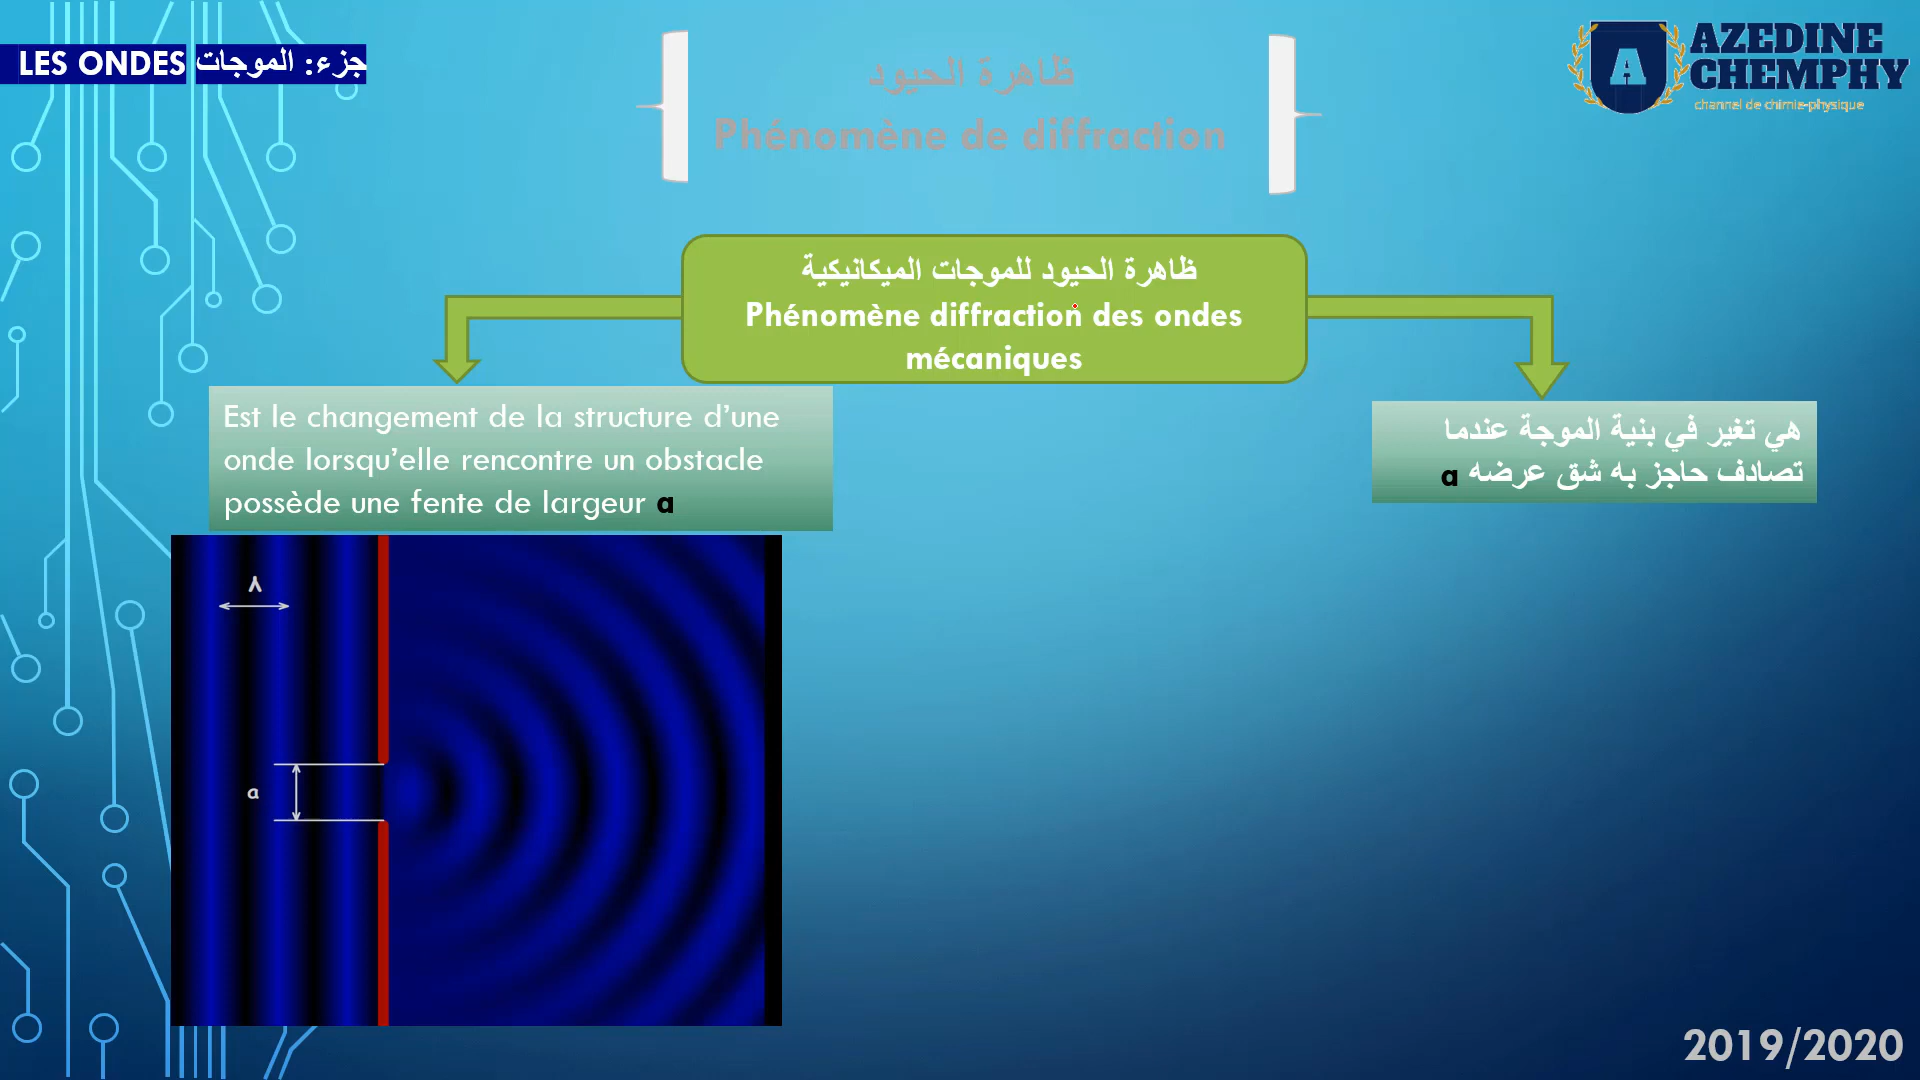 LES ONDES جزء: الموجات
AZEDINE
CHEMPHY
channel de chimie-physique
A
ظاهرة الحيود
Phénomène de diffraction
ظاهرة الحيود للموجات الميكانيكية
Phénomène diffraction des ondes
mécaniques
Est le changement de la structure d’une
onde lorsqu’elle rencontre un obstacle
possède une fente de largeur a
هي تغير في بنية الموجة عندما
تصادف حاجز به شق عرضه a
λ
a
2019/2020